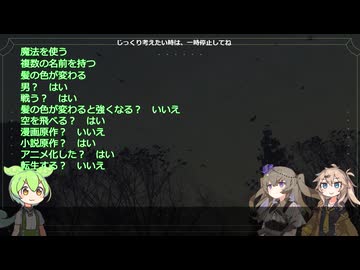 じっくり考えたい時は、一時停止してね
・・・・・・
魔法を使う
複数の名前を持つ
髪の色が変わる
男？　はい
戦う？　はい
髪の色が変わると強くなる？　いいえ
空を飛べる？　はい
漫画原作？　いいえ
小説原作？　はい
アニメ化した？　はい
転生する？　いいえ